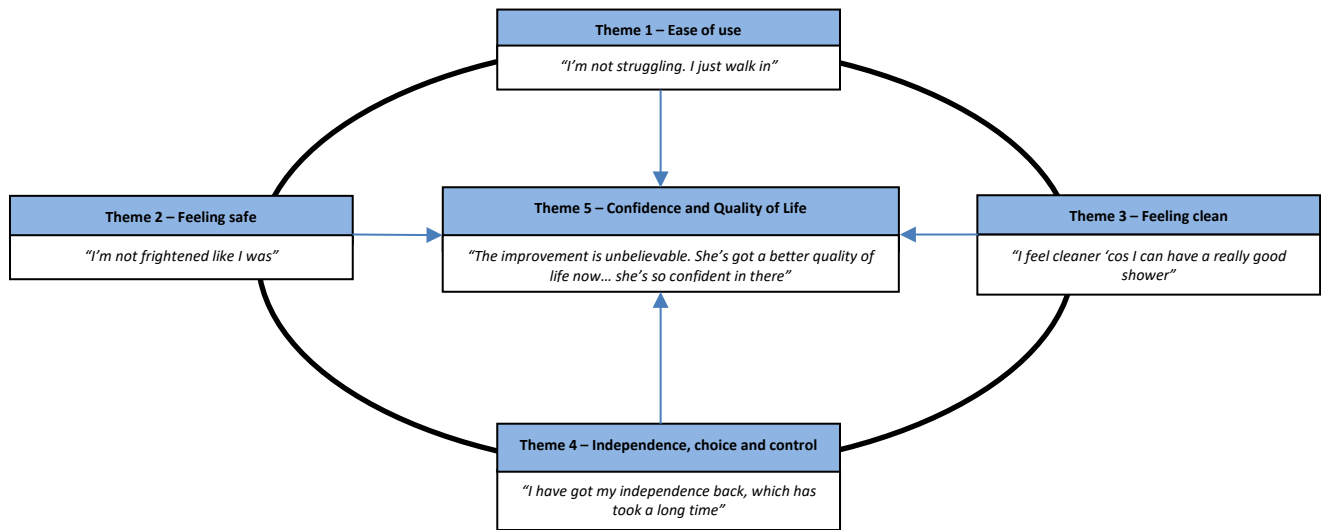 Theme 1 – Ease of use
“I’m not struggling. I just walk in”
Theme 2 – Feeling safe
“I’m not frightened like I was”
Theme 5 – Confidence and Quality of Life
“The improvement is unbelievable. She’s got a better quality of
life now… she’s so confident in there”
Theme 3 – Feeling clean
“I feel cleaner ‘cos I can have a really good
shower”
Theme 4 – Independence, choice and control
“I have got my independence back, which has
took a long time”